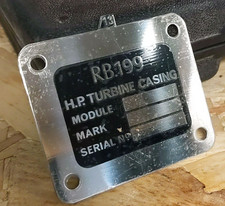 RB199
H.P. TURBINE CASING
MODULE
MARK
SERIAL NO